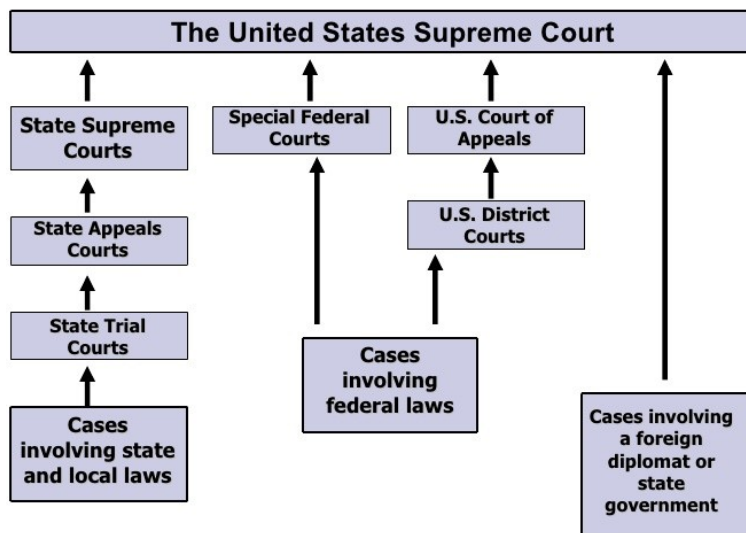 The United States Supreme Court
State Supreme
Courts
Special Federal
Courts
U.S. Court of
Appeals
State Appeals
Courts
U.S. District
Courts
State Trial
Courts
Cases
involving
federal laws
Cases
involving state
and local laws
Cases involving
a foreign
diplomat or
state
government